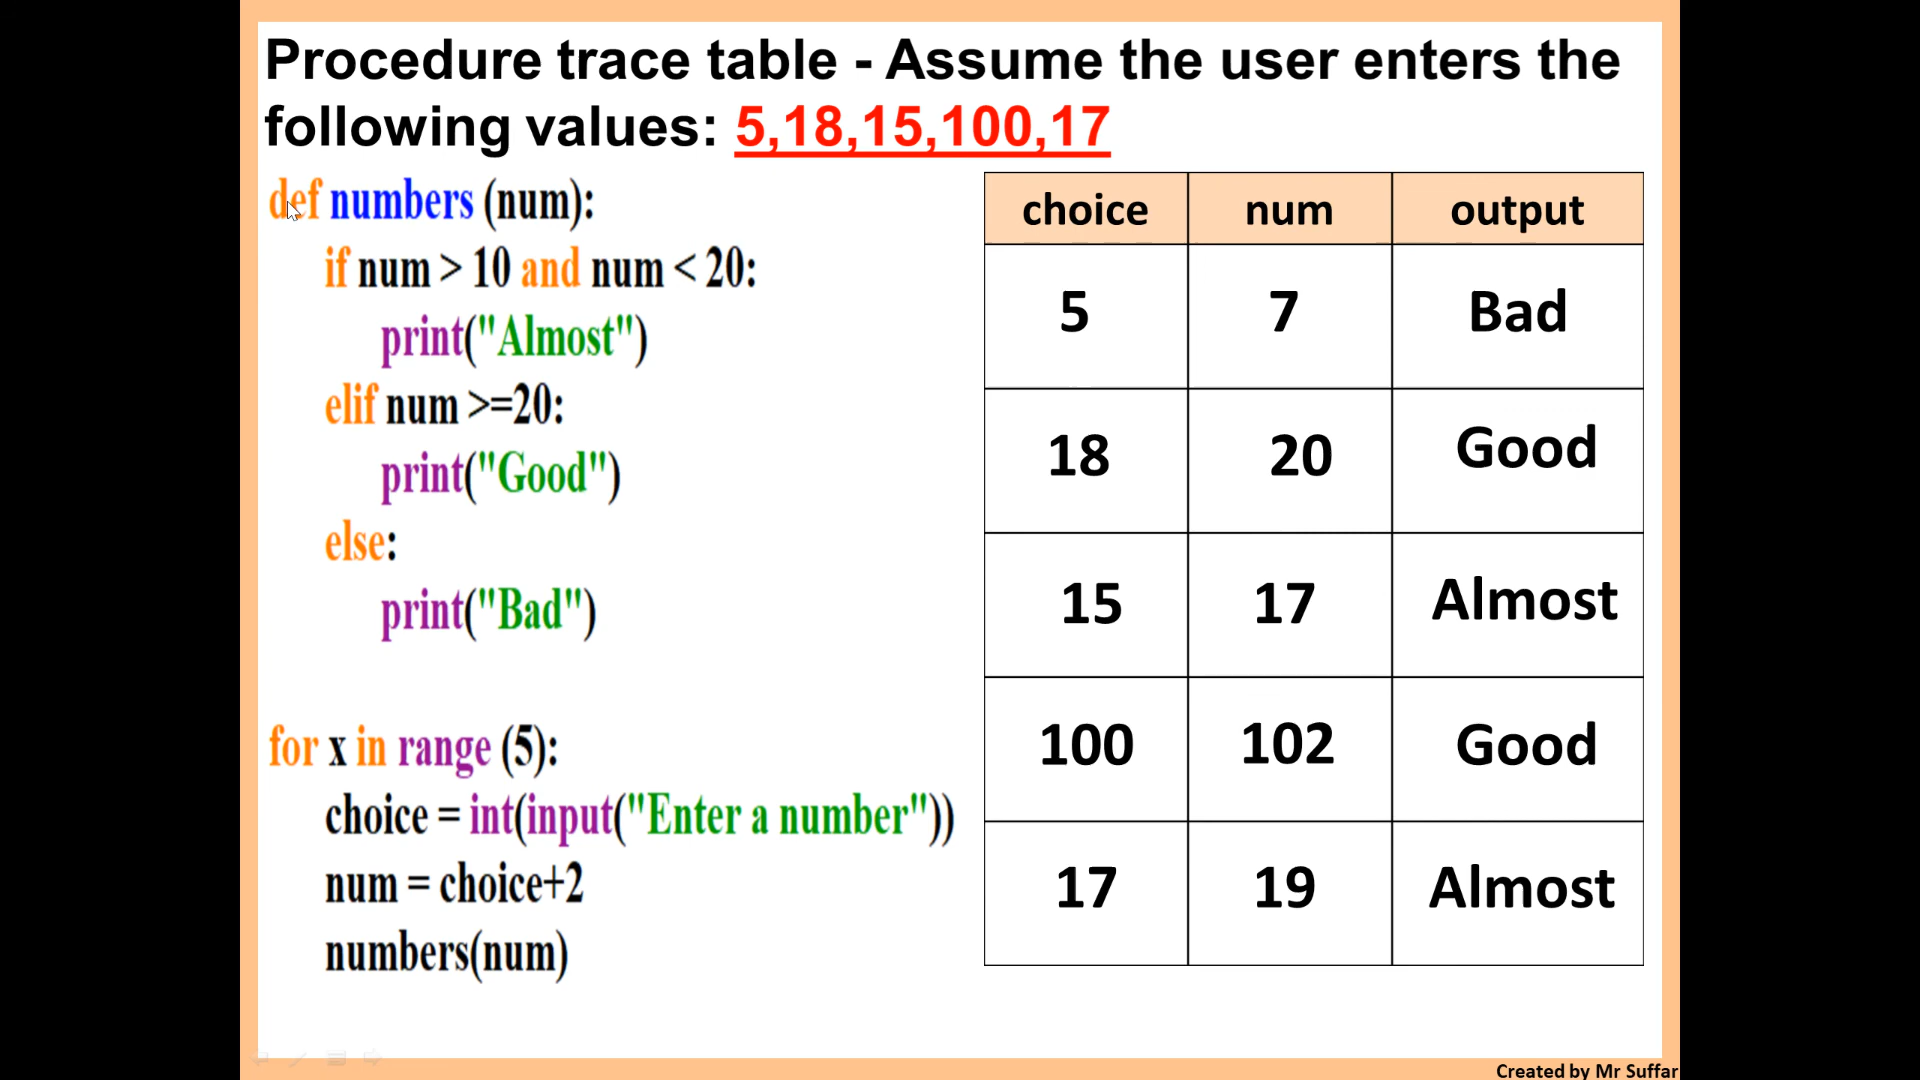 Procedure trace table - Assume the user enters the
following values: 5,18,15,100,17
def numbers (num):
if num > 10 and num < 20:
print("Almost")
elif num >=20:
print("Good")
else:
print("Bad")
for x in range (5):
choice = int(input("Enter a number"))
num = choice+2
numbers(num)
choice num output
5 7 Bad
18 20 Good
15 17 Almost
100 102 Good
17 19 Almost
Created by Mr Suffar